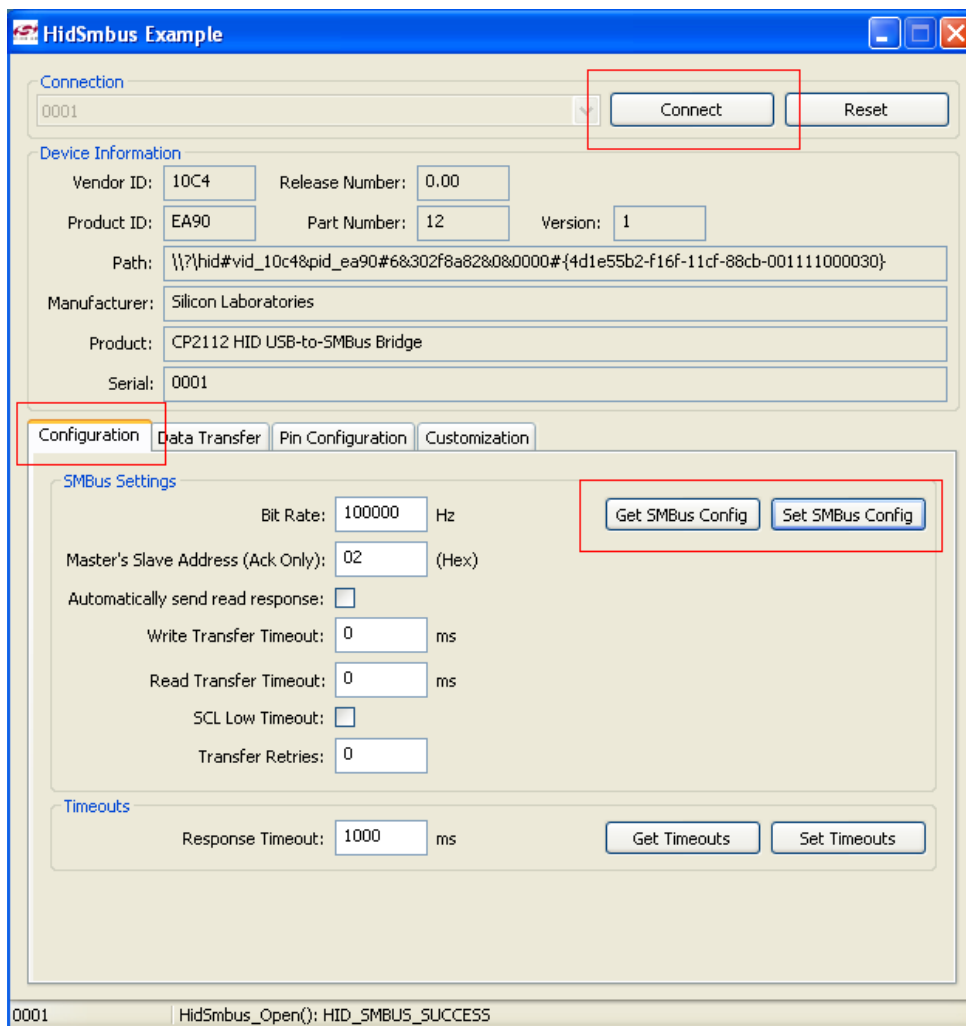 HidSmbus Example
Connection
0001 Connect Reset
Device Information
Vendor ID: 10C4 Release Number: 0.00
Product ID: EA90 Part Number: 12 Version: 1
Path: \\?\hid#vid_10c4&pid_ea90#6&302f8a82&0&0000#{4d1e55b2-f16f-11cf-88cb-001111000030}
Manufacturer: Silicon Laboratories
Product: CP2112 HID USB-to-SMBus Bridge
Serial: 0001
Configuration Data Transfer Pin Configuration Customization
SMBus Settings
Bit Rate: 100000 Hz Get SMBus Config Set SMBus Config
Master's Slave Address (Ack Only): 02 (Hex)
Automatically send read response:
Write Transfer Timeout: 0 ms
Read Transfer Timeout: 0 ms
SCL Low Timeout:
Transfer Retries: 0
Timeouts
Response Timeout: 1000 ms Get Timeouts Set Timeouts
0001 HidSmbus_Open(): HID_SMBUS_SUCCESS